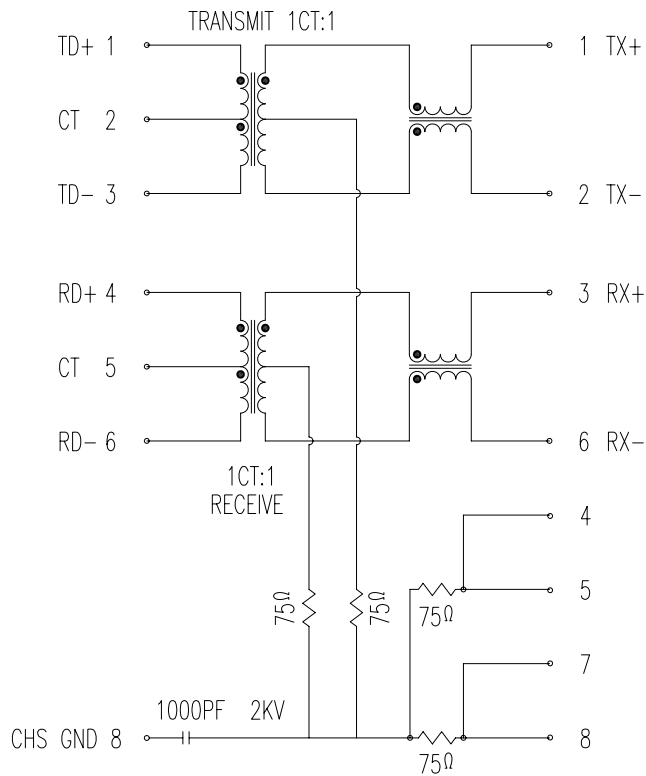 TRANSMIT 1CT:1
TD+ 1
1 TX+
CT 2
TD- 3
2 TX-
RD+ 4
3 RX+
CT 5
RD- 6
6 RX-
1CT:1
RECEIVE
4
75Ω
75Ω
5
75Ω
7
1000PF 2KV
CHS GND 8
8
75Ω